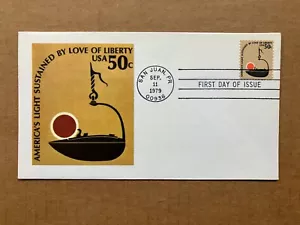 AMERICA'S LIGHT SUSTAINED BY LOVE OF LIBERTY
USA 50c
SAN JUAN, PR
SEP.
11
1979
00936
FIRST DAY OF ISSUE